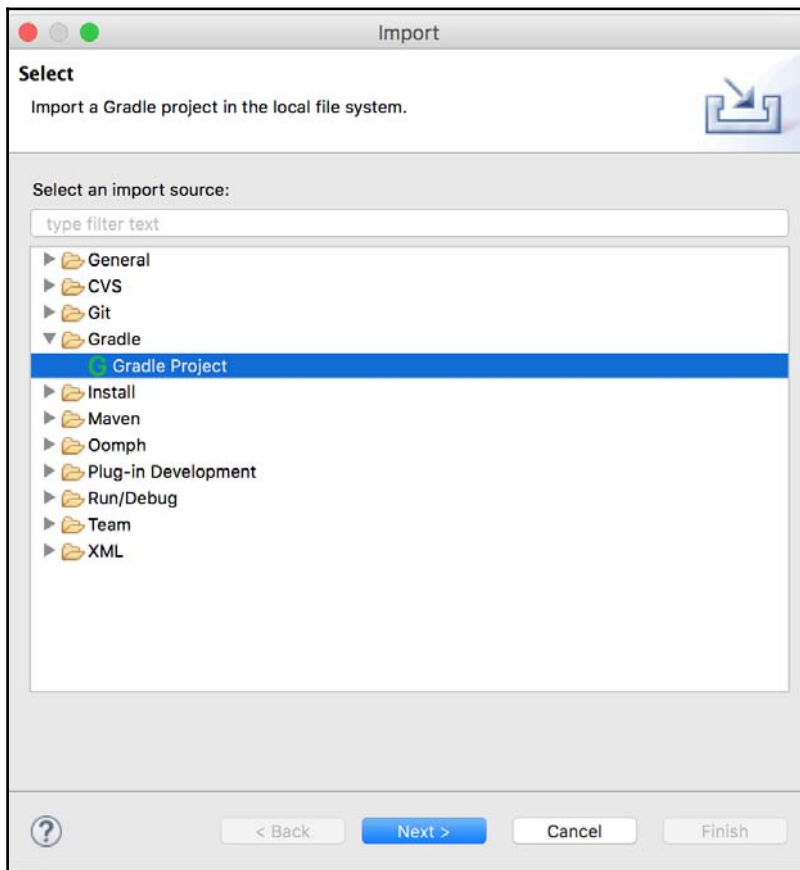 Import
Select
Import a Gradle project in the local file system.
Select an import source:
type filter text
General
CVS
Git
Gradle
Gradle Project
Install
Maven
Oomph
Plug-in Development
Run/Debug
Team
XML
? < Back Next > Cancel Finish